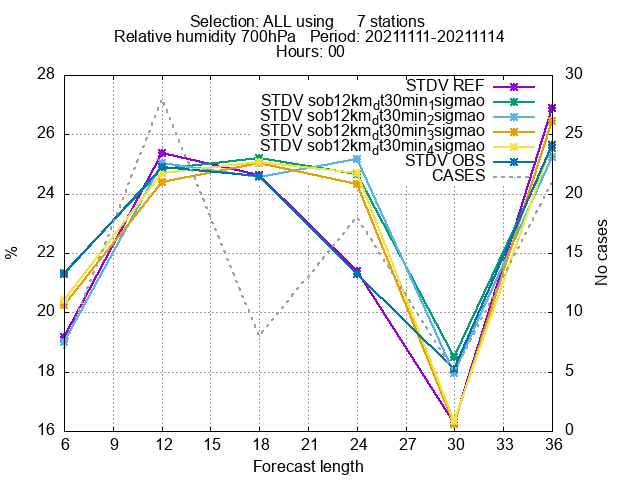 Selection: ALL using     7 stations
Relative humidity 700hPa   Period: 20211111-20211114
Hours: 00
STDV REF
STDV sob12km_dt30min_1sigmao
STDV sob12km_dt30min_2sigmao
STDV sob12km_dt30min_3sigmao
STDV sob12km_dt30min_4sigmao
STDV OBS
CASES
28
26
24
22
20
18
16
%
30
25
20
15
10
5
0
No cases
6 9 12 15 18 21 24 27 30 33 36
Forecast length